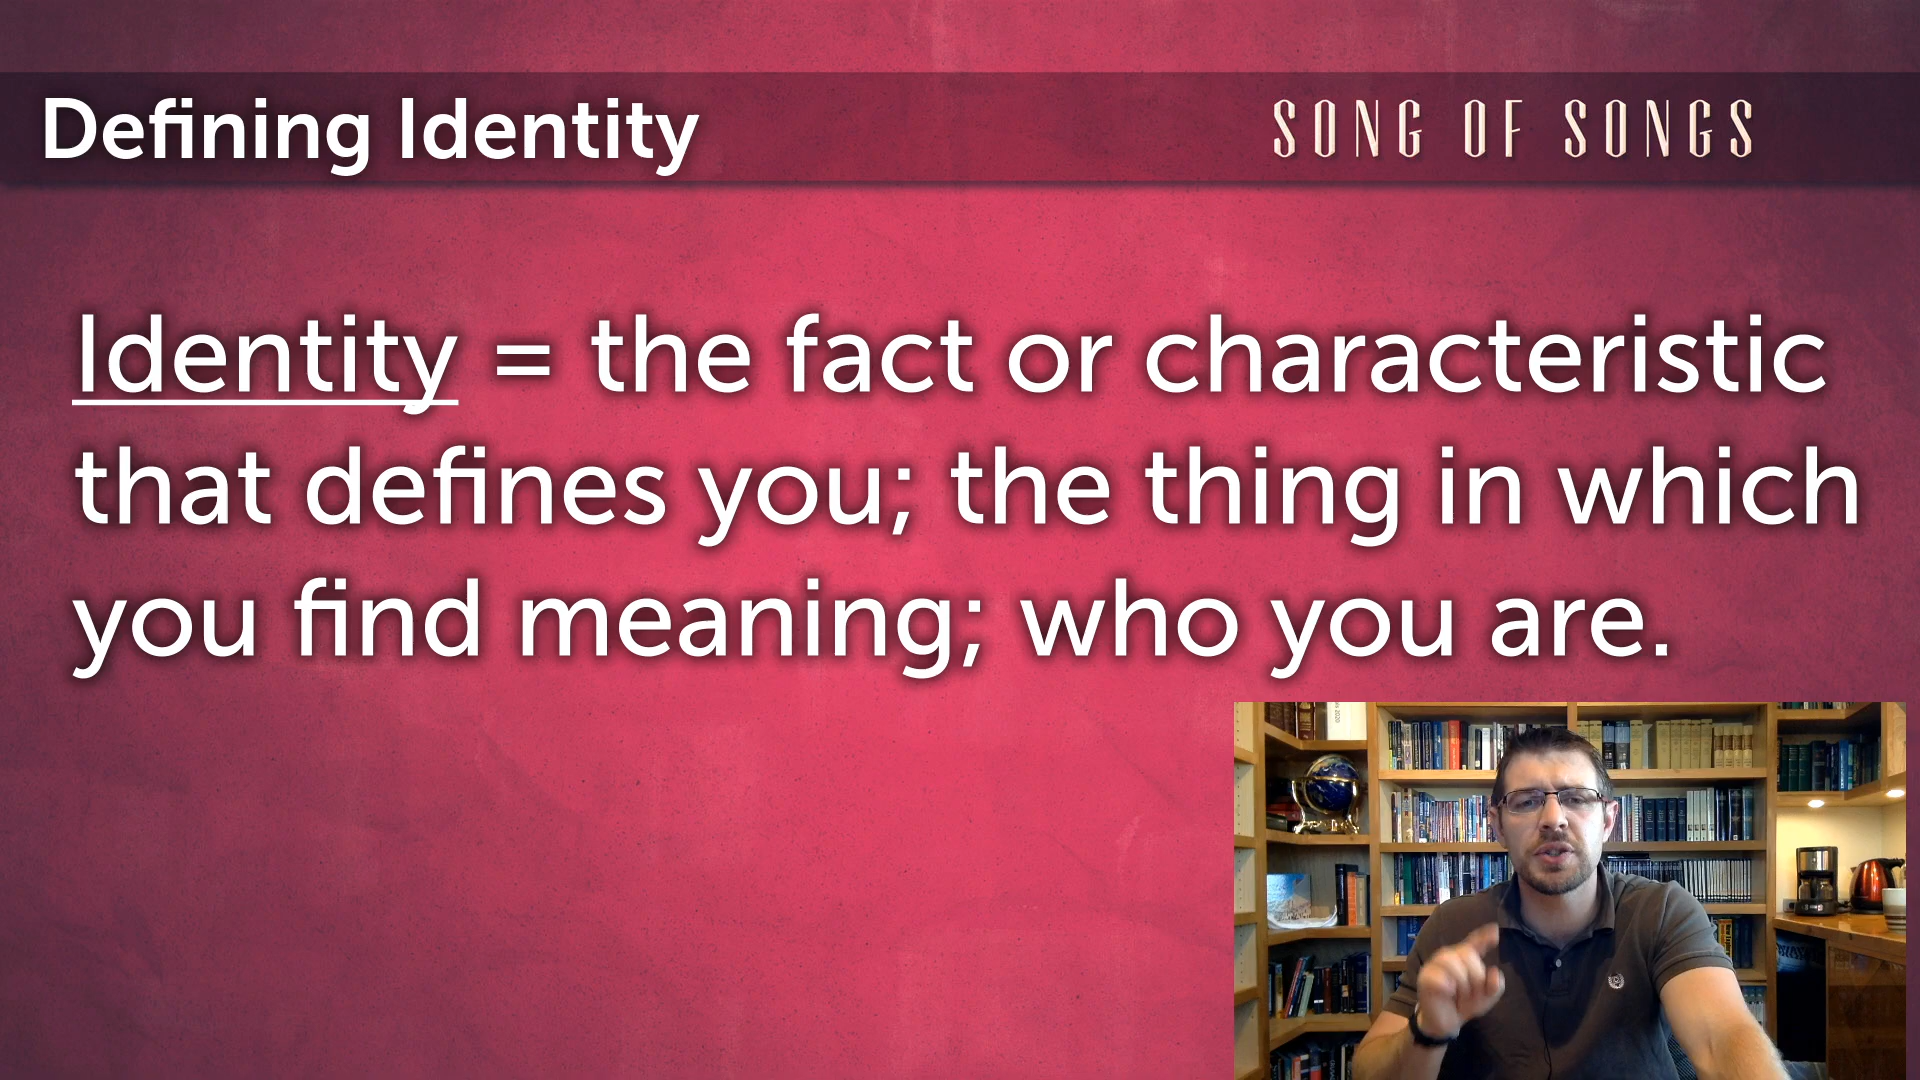 Defining Identity
SONG OF SONGS
Identity = the fact or characteristic
that defines you; the thing in which
you find meaning; who you are.